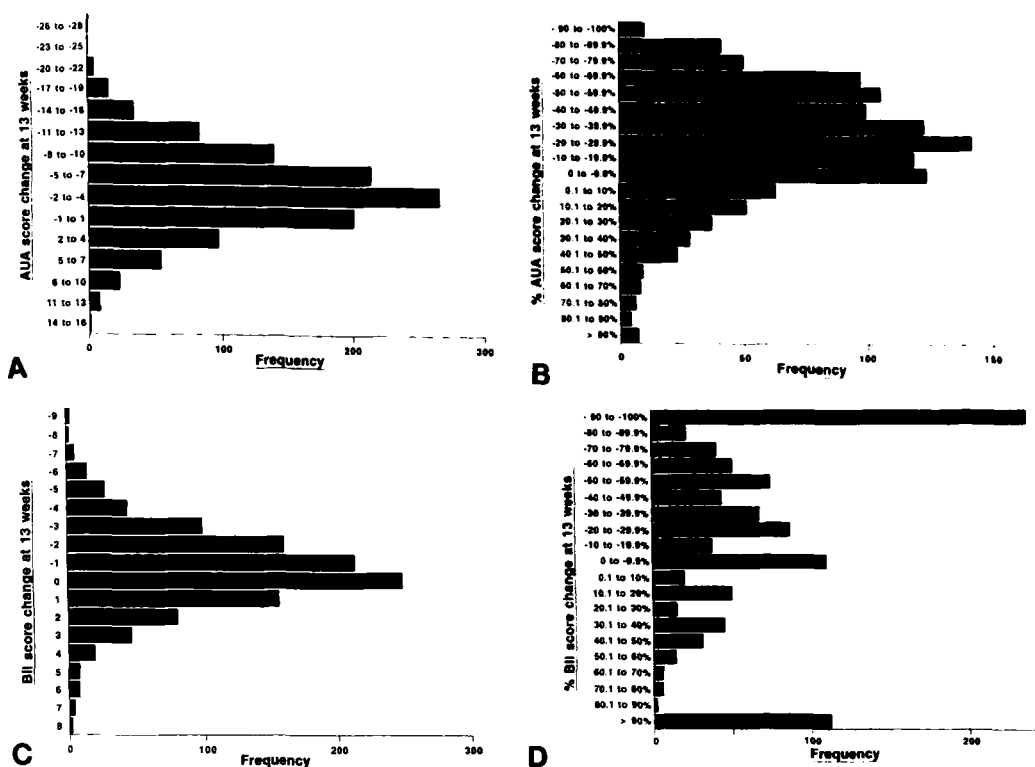 AUA score change at 13 weeks
-26 to -28
-23 to -25
-20 to -22
-17 to -19
-14 to -16
-11 to -13
-8 to -10
-5 to -7
-2 to -4
-1 to 1
2 to 4
5 to 7
8 to 10
11 to 13
14 to 16
0 100 200 300
Frequency
A
% AUA score change at 13 weeks
- 90 to -100%
-80 to -89.9%
-70 to -79.9%
-60 to -69.9%
-50 to -59.9%
-40 to -49.9%
-30 to -39.9%
-20 to -29.9%
-10 to -19.9%
0 to -9.9%
0.1 to 10%
10.1 to 20%
20.1 to 30%
30.1 to 40%
40.1 to 50%
50.1 to 60%
60.1 to 70%
70.1 to 80%
80.1 to 90%
> 90%
0 50 100 150
Frequency
B
BII score change at 13 weeks
-9
-8
-7
-6
-5
-4
-3
-2
-1
0
1
2
3
4
5
6
7
8
0 100 200 300
Frequency
C
% BII score change at 13 weeks
- 90 to -100%
-80 to -89.9%
-70 to -79.9%
-60 to -69.9%
-50 to -59.9%
-40 to -49.9%
-30 to -39.9%
-20 to -29.9%
-10 to -19.9%
0 to -9.9%
0.1 to 10%
10.1 to 20%
20.1 to 30%
30.1 to 40%
40.1 to 50%
50.1 to 60%
60.1 to 70%
70.1 to 80%
80.1 to 90%
> 90%
0 100 200
Frequency
D